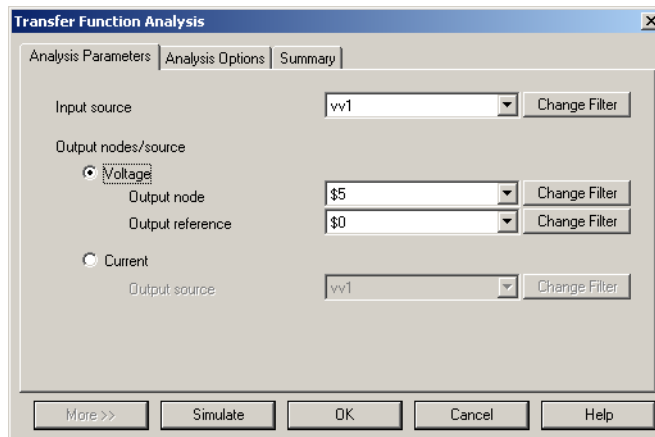 Transfer Function Analysis
Analysis Parameters Analysis Options Summary
Input source vv1 Change Filter
Output nodes/source
Voltage
Output node $5 Change Filter
Output reference $0 Change Filter
Current
Output source vv1 Change Filter
More >> Simulate OK Cancel Help